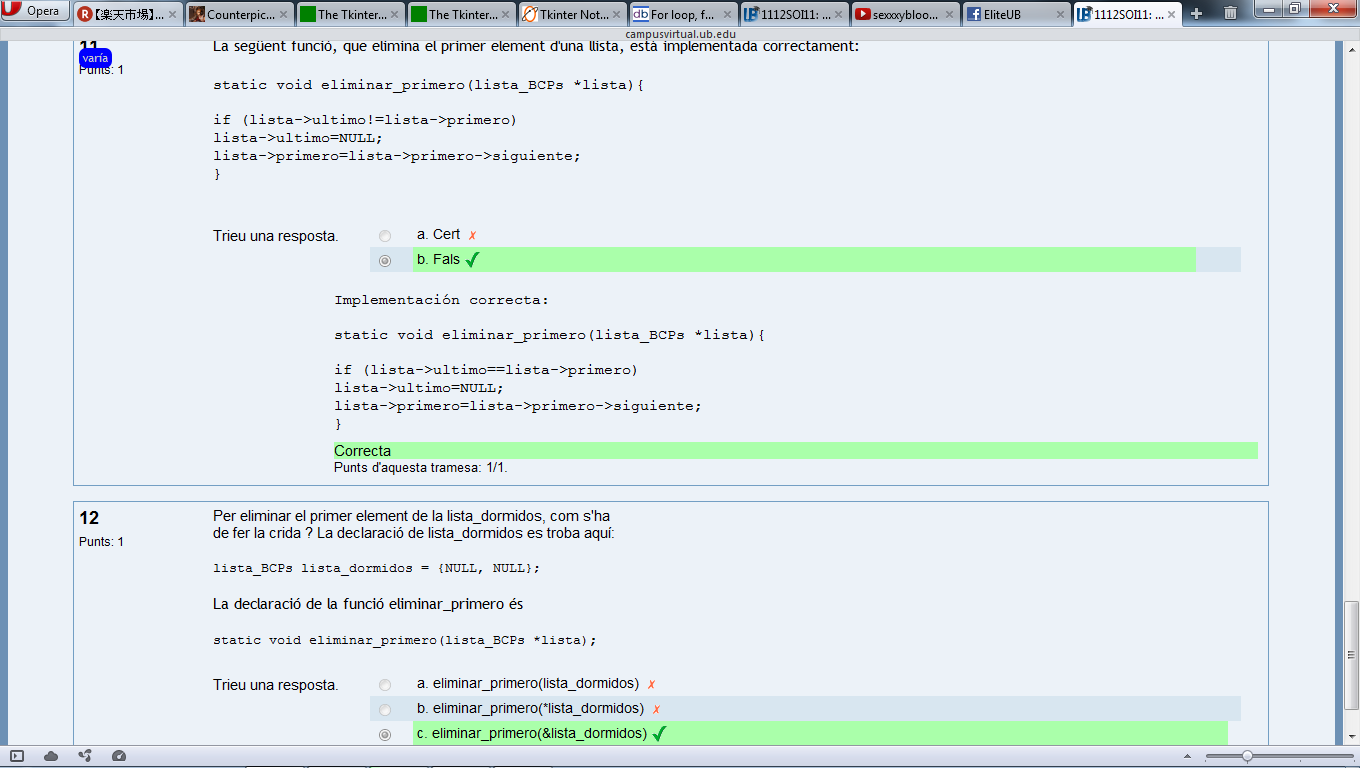 Opera
【楽天市場】...
Counterpic...
The Tkinter...
The Tkinter...
Tkinter Not...
For loop, f...
1112SOI11: ...
sexxxybloo...
EliteUB
1112SOI11: ...
campusvirtual.ub.edu
11
varía
Punts: 1
La següent funció, que elimina el primer element d'una llista, està implementada correctament:
static void eliminar_primero(lista_BCPs *lista){
if (lista->ultimo!=lista->primero)
lista->ultimo=NULL;
lista->primero=lista->primero->siguiente;
}
Trieu una resposta.
a. Cert ✗
b. Fals ✓
Implementación correcta:
static void eliminar_primero(lista_BCPs *lista){
if (lista->ultimo==lista->primero)
lista->ultimo=NULL;
lista->primero=lista->primero->siguiente;
}
Correcta
Punts d'aquesta tramesa: 1/1.
12
Punts: 1
Per eliminar el primer element de la lista_dormidos, com s'ha
de fer la crida ? La declaració de lista_dormidos es troba aquí:
lista_BCPs lista_dormidos = {NULL, NULL};
La declaració de la funció eliminar_primero és
static void eliminar_primero(lista_BCPs *lista);
Trieu una resposta.
a. eliminar_primero(lista_dormidos) ✗
b. eliminar_primero(*lista_dormidos) ✗
c. eliminar_primero(&lista_dormidos) ✓